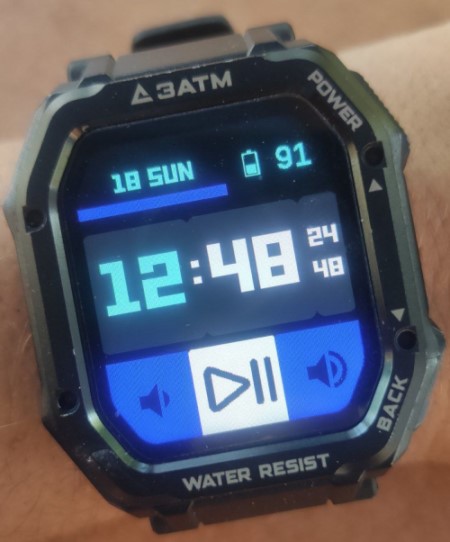 3ATM
POWER
18 SUN
91
12:48
24
48
BACK
WATER RESIST